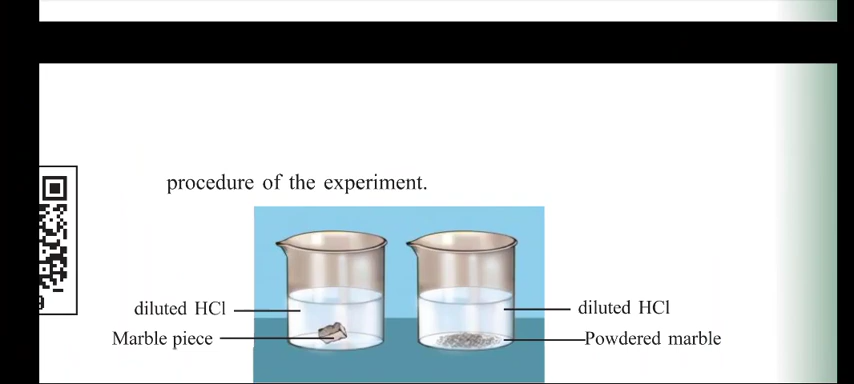 procedure of the experiment.
diluted HCl
diluted HCl
Marble piece
Powdered marble